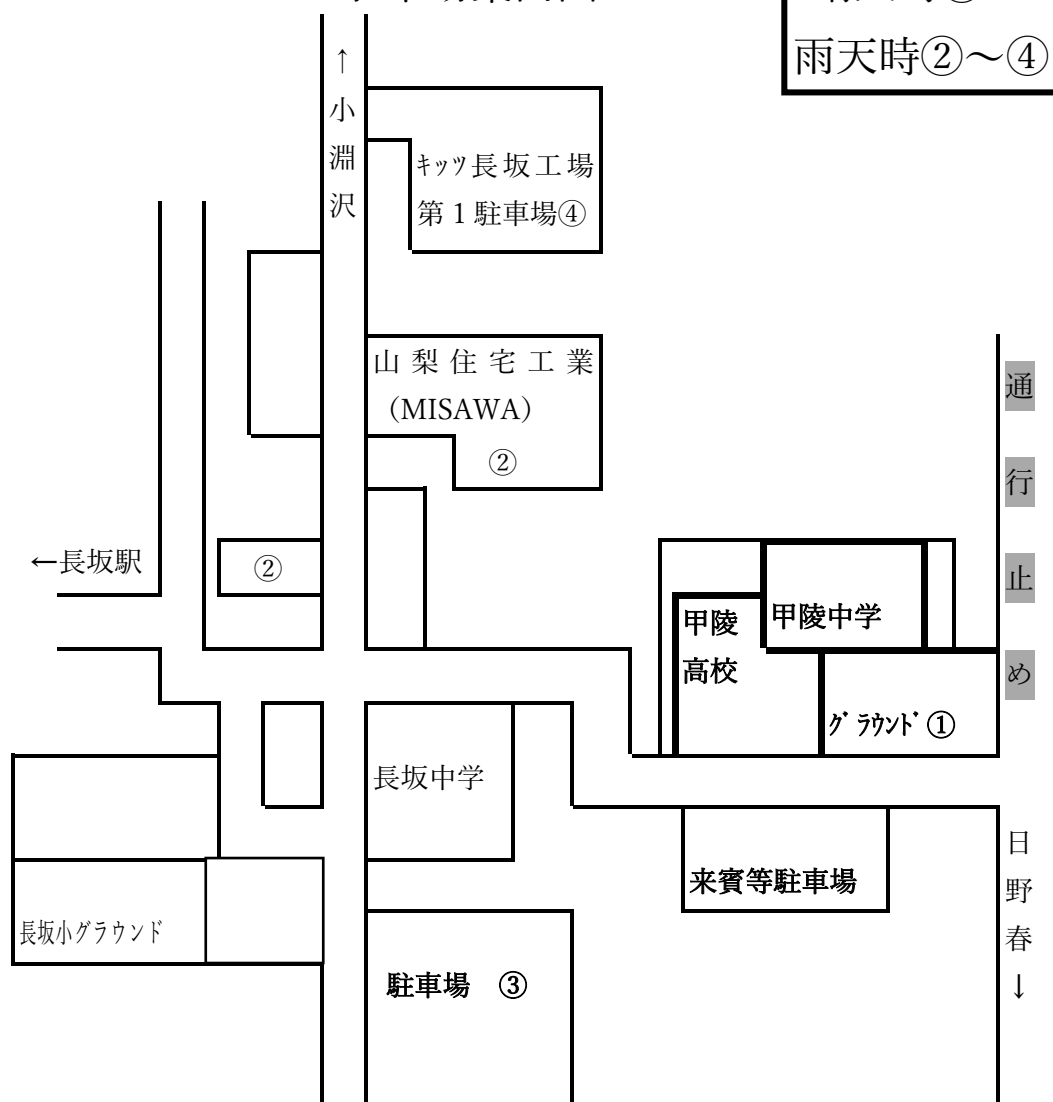 雨天時②～④
↑小淵沢
ｷｯﾂ長坂工場
第１駐車場④
山梨住宅工業
（MISAWA）
②
通行止め
←長坂駅
②
甲陵中学
甲陵
高校
ｸﾞﾗｳﾝﾄﾞ①
長坂中学
来賓等駐車場
日野春↓
長坂小グラウンド
駐車場　③